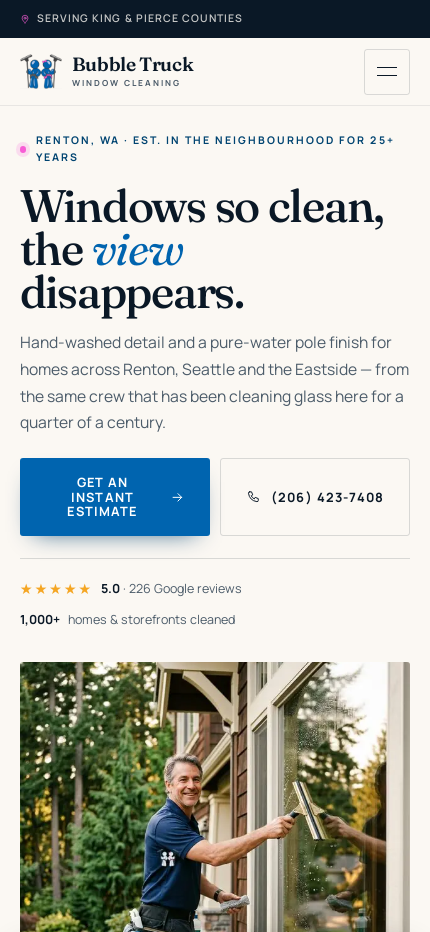 SERVING KING & PIERCE COUNTIES
Bubble Truck
WINDOW CLEANING
RENTON, WA · EST. IN THE NEIGHBOURHOOD FOR 25+
YEARS
Windows so clean,
the view
disappears.
Hand-washed detail and a pure-water pole finish for
homes across Renton, Seattle and the Eastside — from
the same crew that has been cleaning glass here for a
quarter of a century.
GET AN
INSTANT
ESTIMATE
(206) 423-7408
★★★★★ 5.0 · 226 Google reviews
1,000+ homes & storefronts cleaned